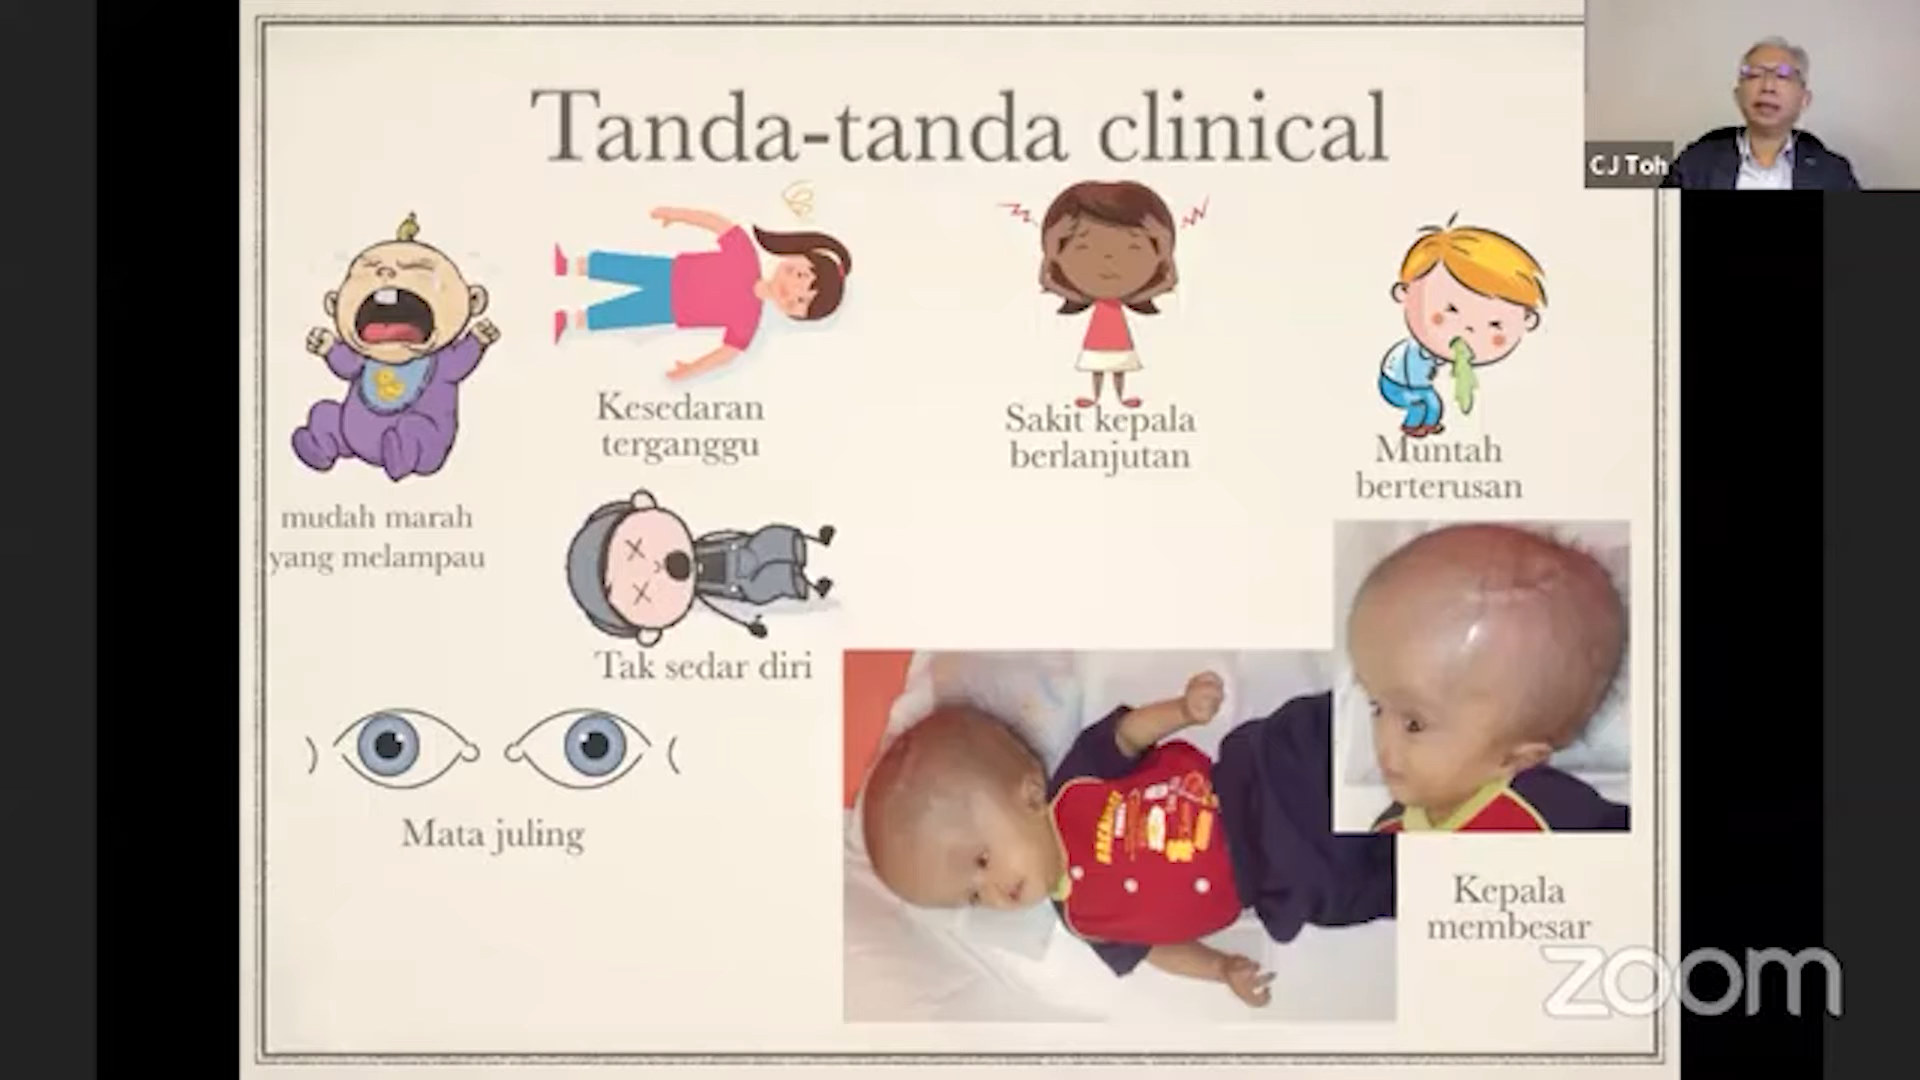 Tanda-tanda clinical
CJ Toh
mudah marah
yang melampau
Kesedaran
terganggu
Sakit kepala
berlanjutan
Muntah
berterusan
Tak sedar diri
Mata juling
Kepala
membesar
zoom